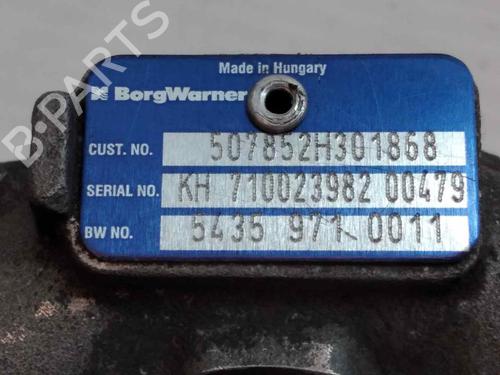 Made in Hungary
BorgWarner
CUST. NO. 507852H301868
SERIAL NO. KH 710023982 00479
BW NO. 5435 971 0011
B-PARTS